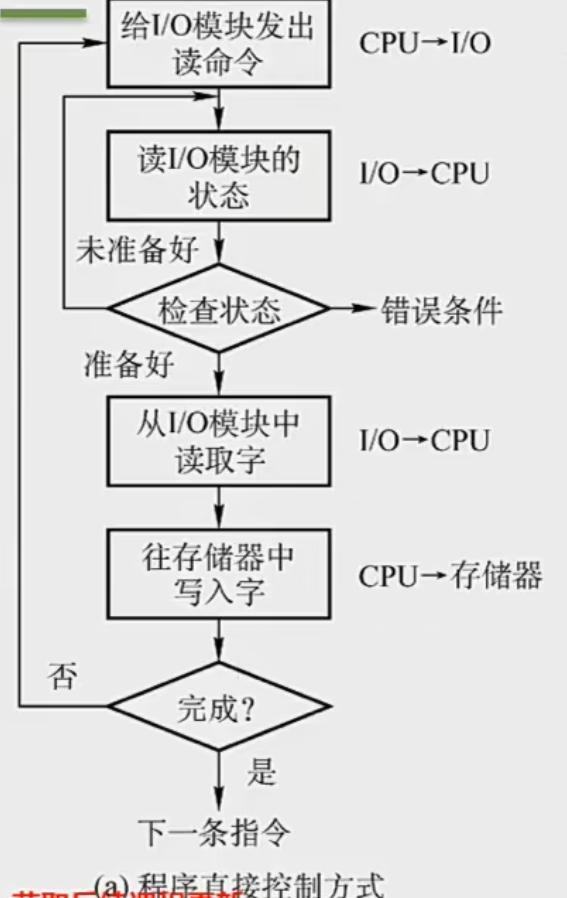 给I/O模块发出
读命令
CPU→I/O
读I/O模块的
状态
I/O→CPU
未准备好
检查状态
错误条件
准备好
从I/O模块中
读取字
I/O→CPU
往存储器中
写入字
CPU→存储器
否
完成?
是
下一条指令
(a) 程序直接控制方式